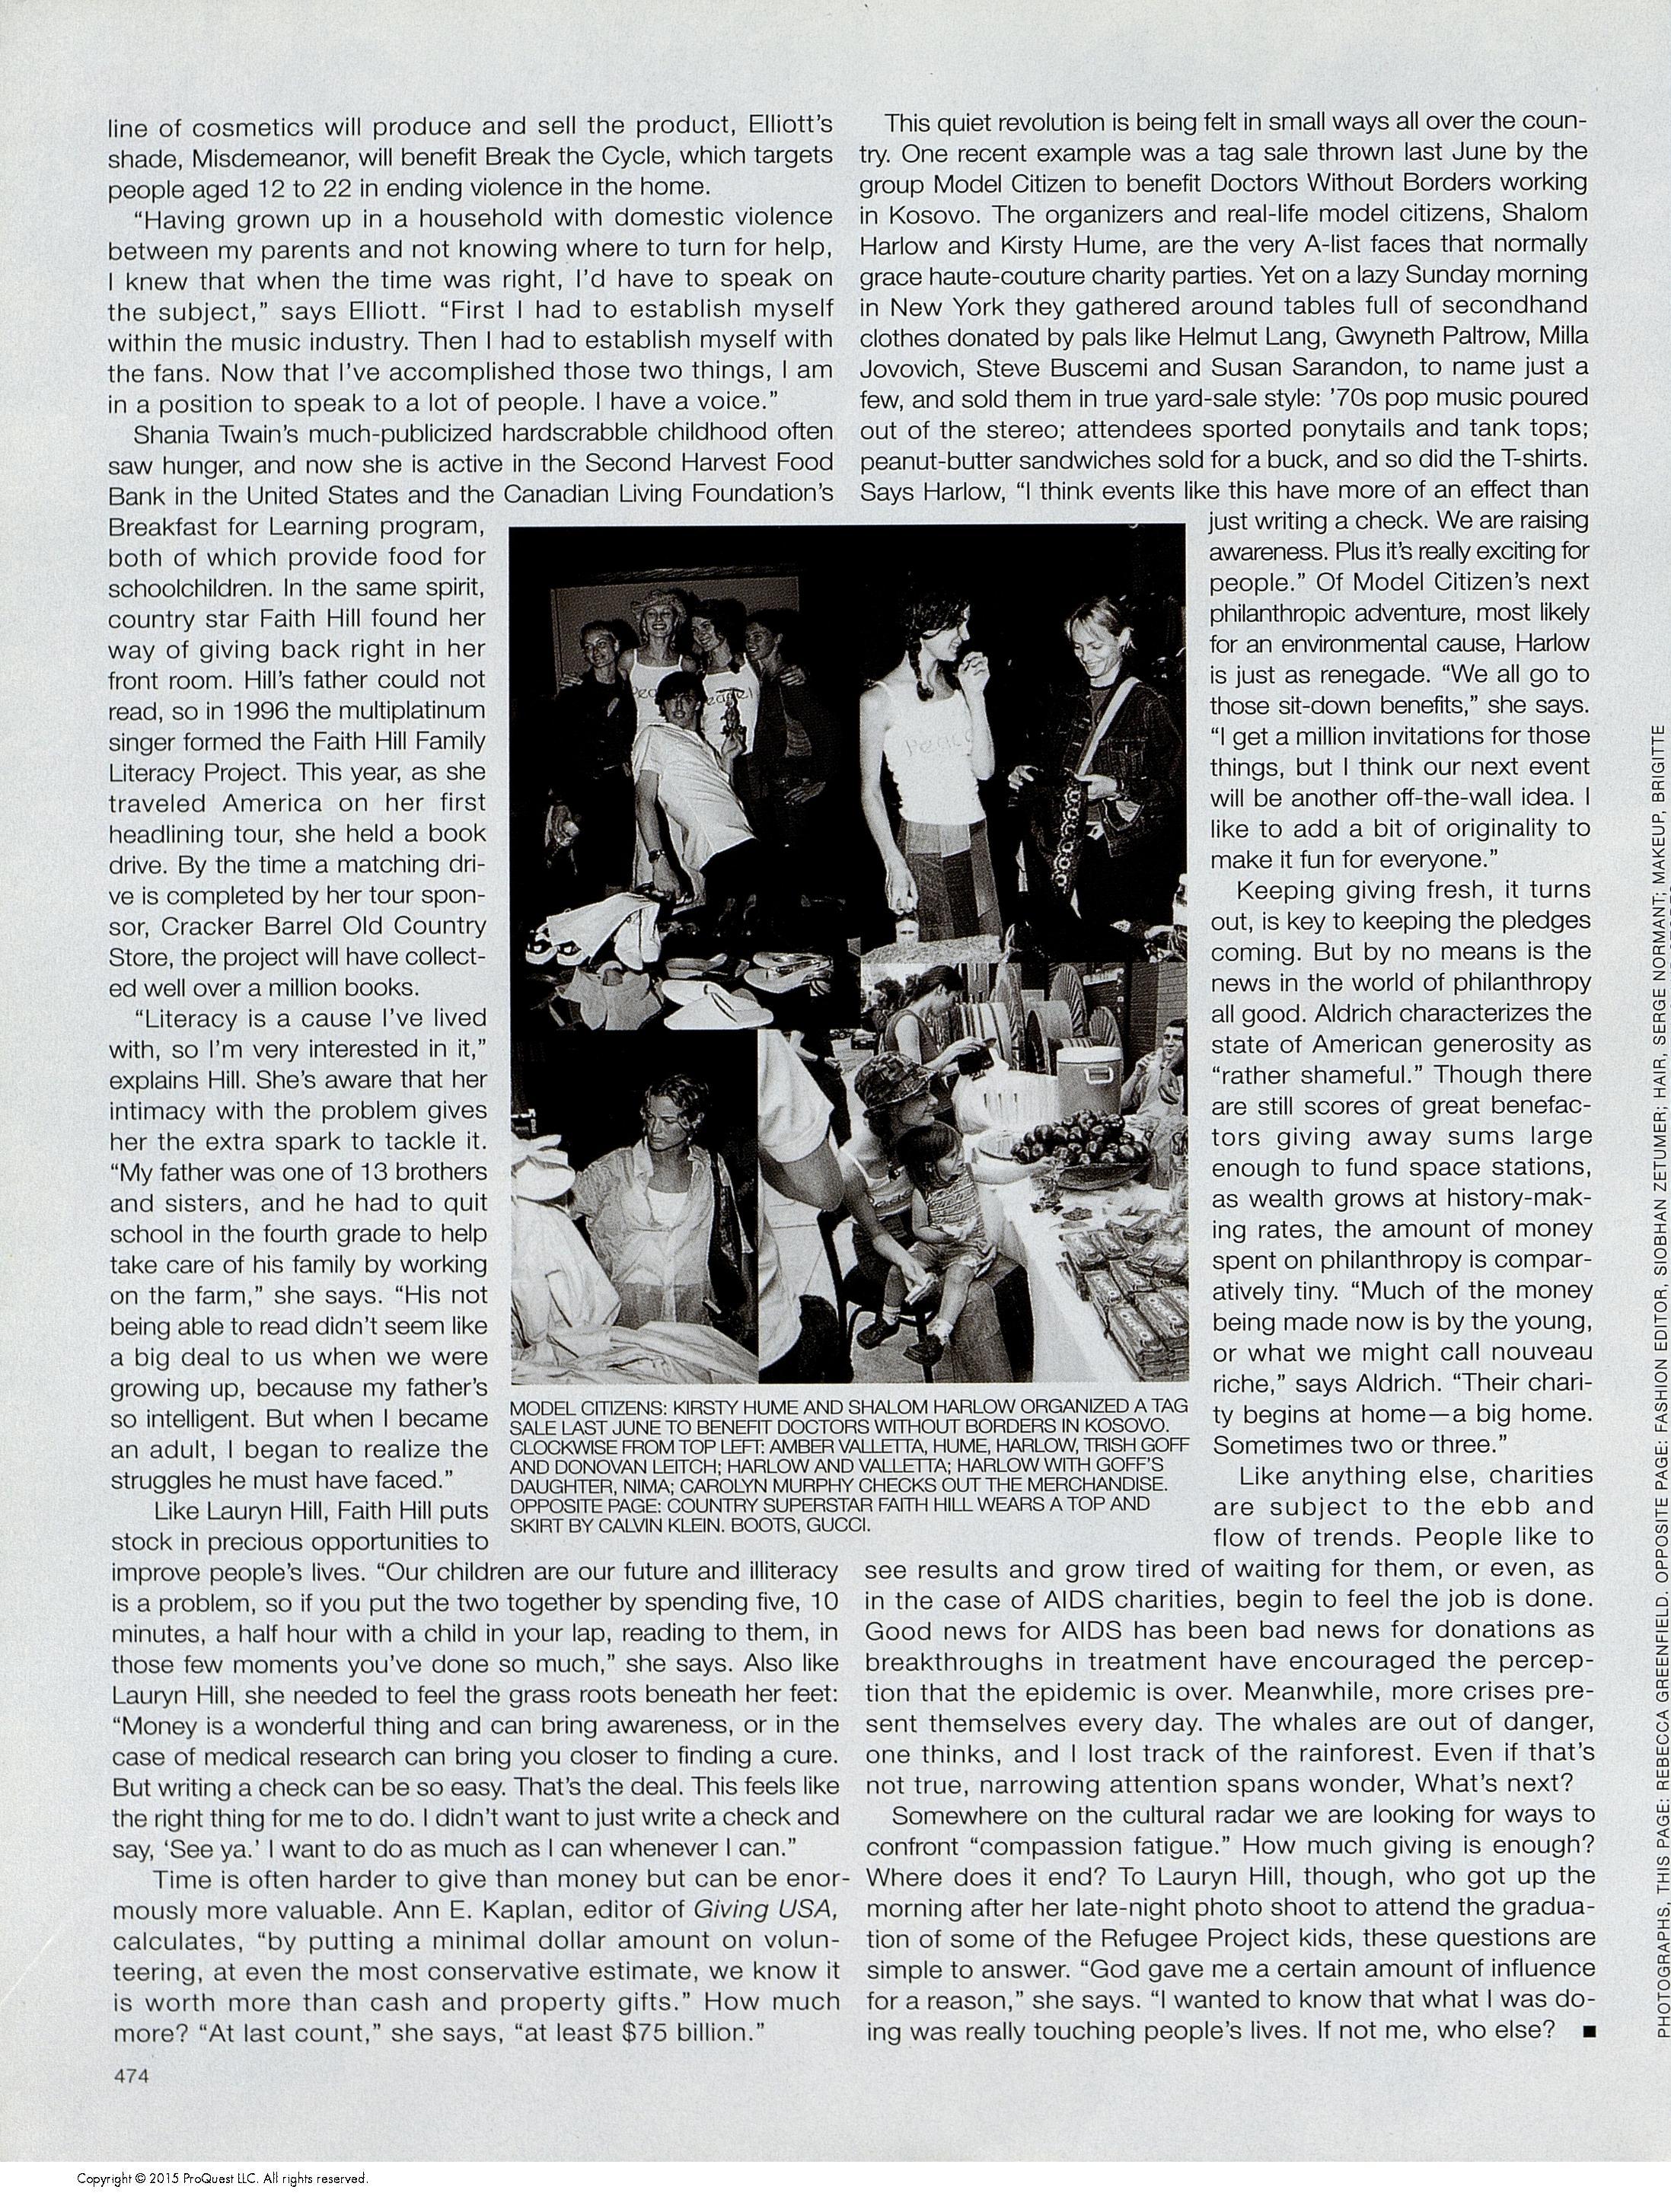 line of cosmetics will produce and sell the product, Elliott's
shade, Misdemeanor, will benefit Break the Cycle, which targets
people aged 12 to 22 in ending violence in the home.
"Having grown up in a household with domestic violence
between my parents and not knowing where to turn for help,
I knew that when the time was right, I'd have to speak on
the subject," says Elliott. "First I had to establish myself
within the music industry. Then I had to establish myself with
the fans. Now that I've accomplished those two things, I am
in a position to speak to a lot of people. I have a voice."
Shania Twain's much-publicized hardscrabble childhood often
saw hunger, and now she is active in the Second Harvest Food
Bank in the United States and the Canadian Living Foundation's
Breakfast for Learning program,
both of which provide food for
schoolchildren. In the same spirit,
country star Faith Hill found her
way of giving back right in her
front room. Hill's father could not
read, so in 1996 the multiplatinum
singer formed the Faith Hill Family
Literacy Project. This year, as she
traveled America on her first
headlining tour, she held a book
drive. By the time a matching dri-
ve is completed by her tour spon-
sor, Cracker Barrel Old Country
Store, the project will have collect-
ed well over a million books.
"Literacy is a cause I've lived
with, so I'm very interested in it,"
explains Hill. She's aware that her
intimacy with the problem gives
her the extra spark to tackle it.
"My father was one of 13 brothers
and sisters, and he had to quit
school in the fourth grade to help
take care of his family by working
on the farm," she says. "His not
being able to read didn't seem like
a big deal to us when we were
growing up, because my father's
so intelligent. But when I became
an adult, I began to realize the
struggles he must have faced."
Like Lauryn Hill, Faith Hill puts
stock in precious opportunities to
improve people's lives. "Our children are our future and illiteracy
is a problem, so if you put the two together by spending five, 10
minutes, a half hour with a child in your lap, reading to them, in
those few moments you've done so much," she says. Also like
Lauryn Hill, she needed to feel the grass roots beneath her feet:
"Money is a wonderful thing and can bring awareness, or in the
case of medical research can bring you closer to finding a cure.
But writing a check can be so easy. That's the deal. This feels like
the right thing for me to do. I didn't want to just write a check and
say, 'See ya.' I want to do as much as I can whenever I can."
Time is often harder to give than money but can be enor-
mously more valuable. Ann E. Kaplan, editor of Giving USA,
calculates, "by putting a minimal dollar amount on volun-
teering, at even the most conservative estimate, we know it
is worth more than cash and property gifts." How much
more? "At last count," she says, "at least $75 billion."
This quiet revolution is being felt in small ways all over the coun-
try. One recent example was a tag sale thrown last June by the
group Model Citizen to benefit Doctors Without Borders working
in Kosovo. The organizers and real-life model citizens, Shalom
Harlow and Kirsty Hume, are the very A-list faces that normally
grace haute-couture charity parties. Yet on a lazy Sunday morning
in New York they gathered around tables full of secondhand
clothes donated by pals like Helmut Lang, Gwyneth Paltrow, Milla
Jovovich, Steve Buscemi and Susan Sarandon, to name just a
few, and sold them in true yard-sale style: '70s pop music poured
out of the stereo; attendees sported ponytails and tank tops;
peanut-butter sandwiches sold for a buck, and so did the T-shirts.
Says Harlow, "I think events like this have more of an effect than
just writing a check. We are raising
awareness. Plus it's really exciting for
people." Of Model Citizen's next
philanthropic adventure, most likely
for an environmental cause, Harlow
is just as renegade. "We all go to
those sit-down benefits," she says.
"I get a million invitations for those
things, but I think our next event
will be another off-the-wall idea. I
like to add a bit of originality to
make it fun for everyone."
Keeping giving fresh, it turns
out, is key to keeping the pledges
coming. But by no means is the
news in the world of philanthropy
all good. Aldrich characterizes the
state of American generosity as
"rather shameful." Though there
are still scores of great benefac-
tors giving away sums large
enough to fund space stations,
as wealth grows at history-mak-
ing rates, the amount of money
spent on philanthropy is compar-
atively tiny. "Much of the money
being made now is by the young,
or what we might call nouveau
riche," says Aldrich. "Their chari-
ty begins at home—a big home.
Sometimes two or three."
Like anything else, charities
are subject to the ebb and
flow of trends. People like to
see results and grow tired of waiting for them, or even, as
in the case of AIDS charities, begin to feel the job is done.
Good news for AIDS has been bad news for donations as
breakthroughs in treatment have encouraged the percep-
tion that the epidemic is over. Meanwhile, more crises pre-
sent themselves every day. The whales are out of danger,
one thinks, and I lost track of the rainforest. Even if that's
not true, narrowing attention spans wonder, What's next?
Somewhere on the cultural radar we are looking for ways to
confront "compassion fatigue." How much giving is enough?
Where does it end? To Lauryn Hill, though, who got up the
morning after her late-night photo shoot to attend the gradua-
tion of some of the Refugee Project kids, these questions are
simple to answer. "God gave me a certain amount of influence
for a reason," she says. "I wanted to know that what I was do-
ing was really touching people's lives. If not me, who else? ■
Peace
MODEL CITIZENS: KIRSTY HUME AND SHALOM HARLOW ORGANIZED A TAG
SALE LAST JUNE TO BENEFIT DOCTORS WITHOUT BORDERS IN KOSOVO.
CLOCKWISE FROM TOP LEFT: AMBER VALLETTA, HUME, HARLOW, TRISH GOFF
AND DONOVAN LEITCH; HARLOW AND VALLETTA; HARLOW WITH GOFF'S
DAUGHTER, NIMA; CAROLYN MURPHY CHECKS OUT THE MERCHANDISE.
OPPOSITE PAGE: COUNTRY SUPERSTAR FAITH HILL WEARS A TOP AND
SKIRT BY CALVIN KLEIN. BOOTS, GUCCI.
PHOTOGRAPHS, THIS PAGE: REBECCA GREENFIELD. OPPOSITE PAGE: FASHION EDITOR, SIOBHAN ZETUMER; HAIR, SERGE NORMANT; MAKEUP, BRIGITTE
474
Copyright © 2015 ProQuest LLC. All rights reserved.